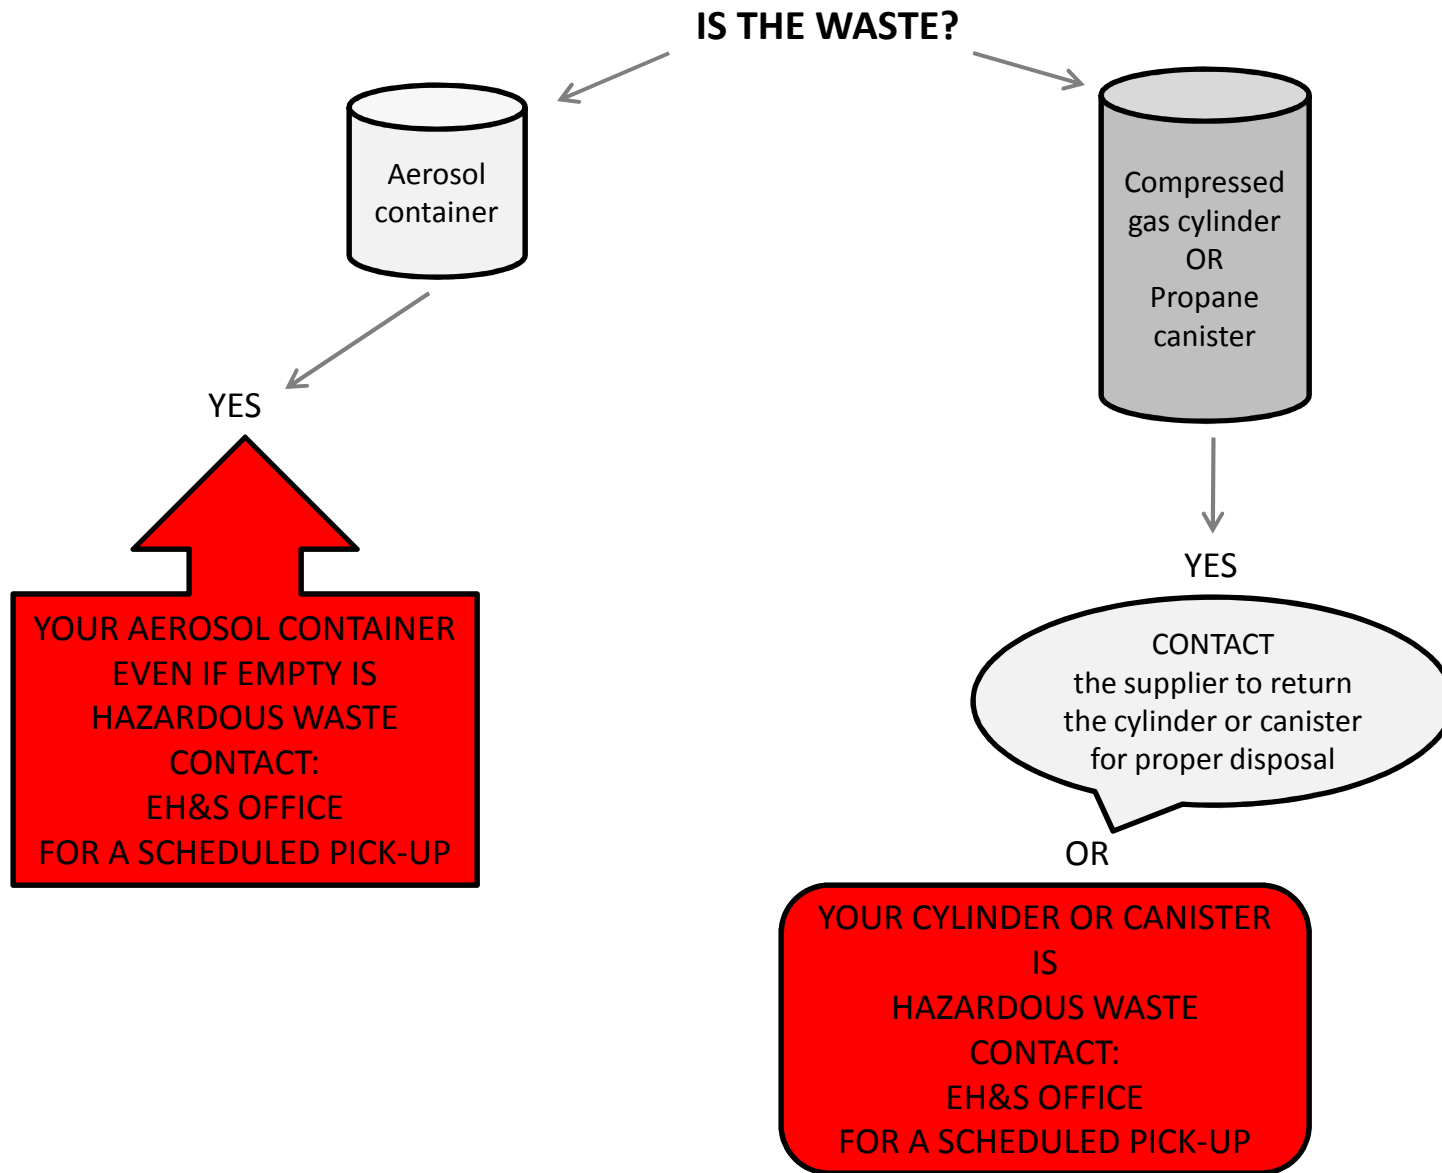 IS THE WASTE?
Aerosol
container
YES
YOUR AEROSOL CONTAINER
EVEN IF EMPTY IS
HAZARDOUS WASTE
CONTACT:
EH&S OFFICE
FOR A SCHEDULED PICK-UP
Compressed
gas cylinder
OR
Propane
canister
YES
CONTACT
the supplier to return
the cylinder or canister
for proper disposal
OR
YOUR CYLINDER OR CANISTER
IS
HAZARDOUS WASTE
CONTACT:
EH&S OFFICE
FOR A SCHEDULED PICK-UP